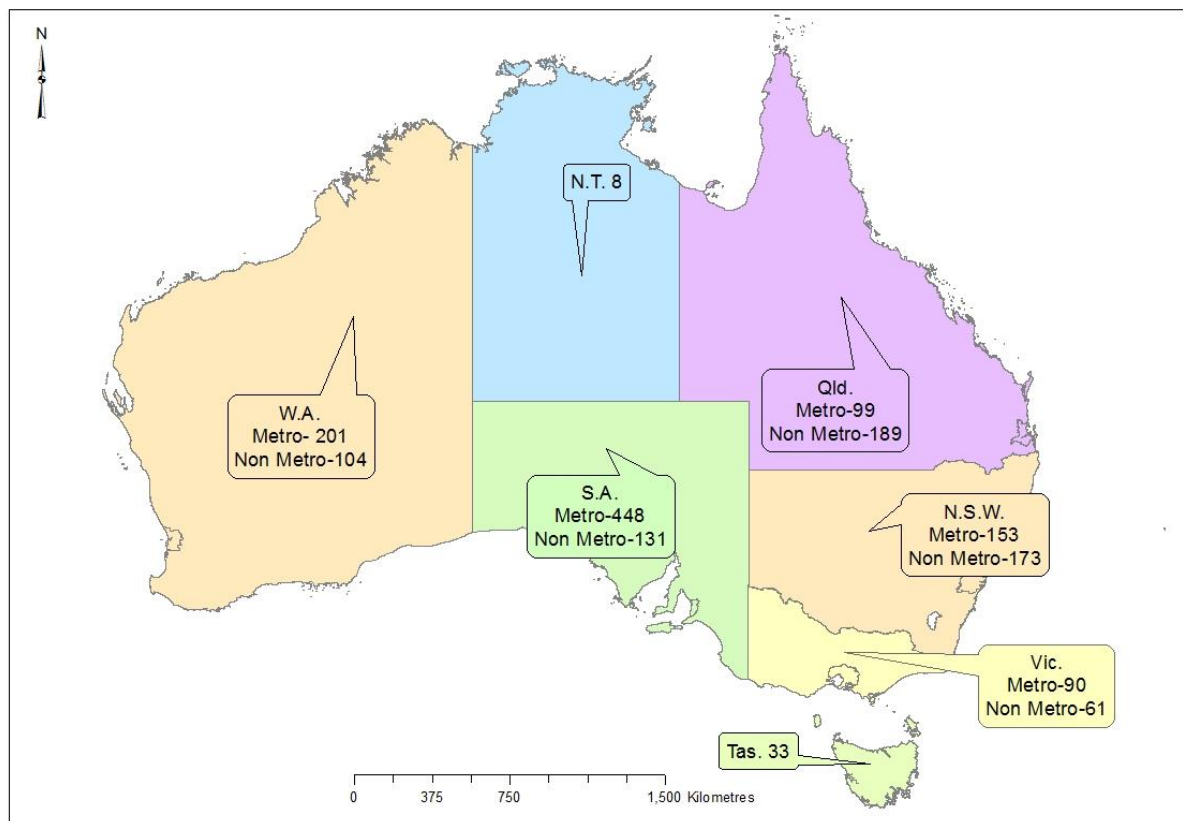 N
N.T. 8
Qld.
Metro-99
Non Metro-189
W.A.
Metro- 201
Non Metro-104
S.A.
Metro-448
Non Metro-131
N.S.W.
Metro-153
Non Metro-173
Vic.
Metro-90
Non Metro-61
Tas. 33
0 375 750 1,500 Kilometres